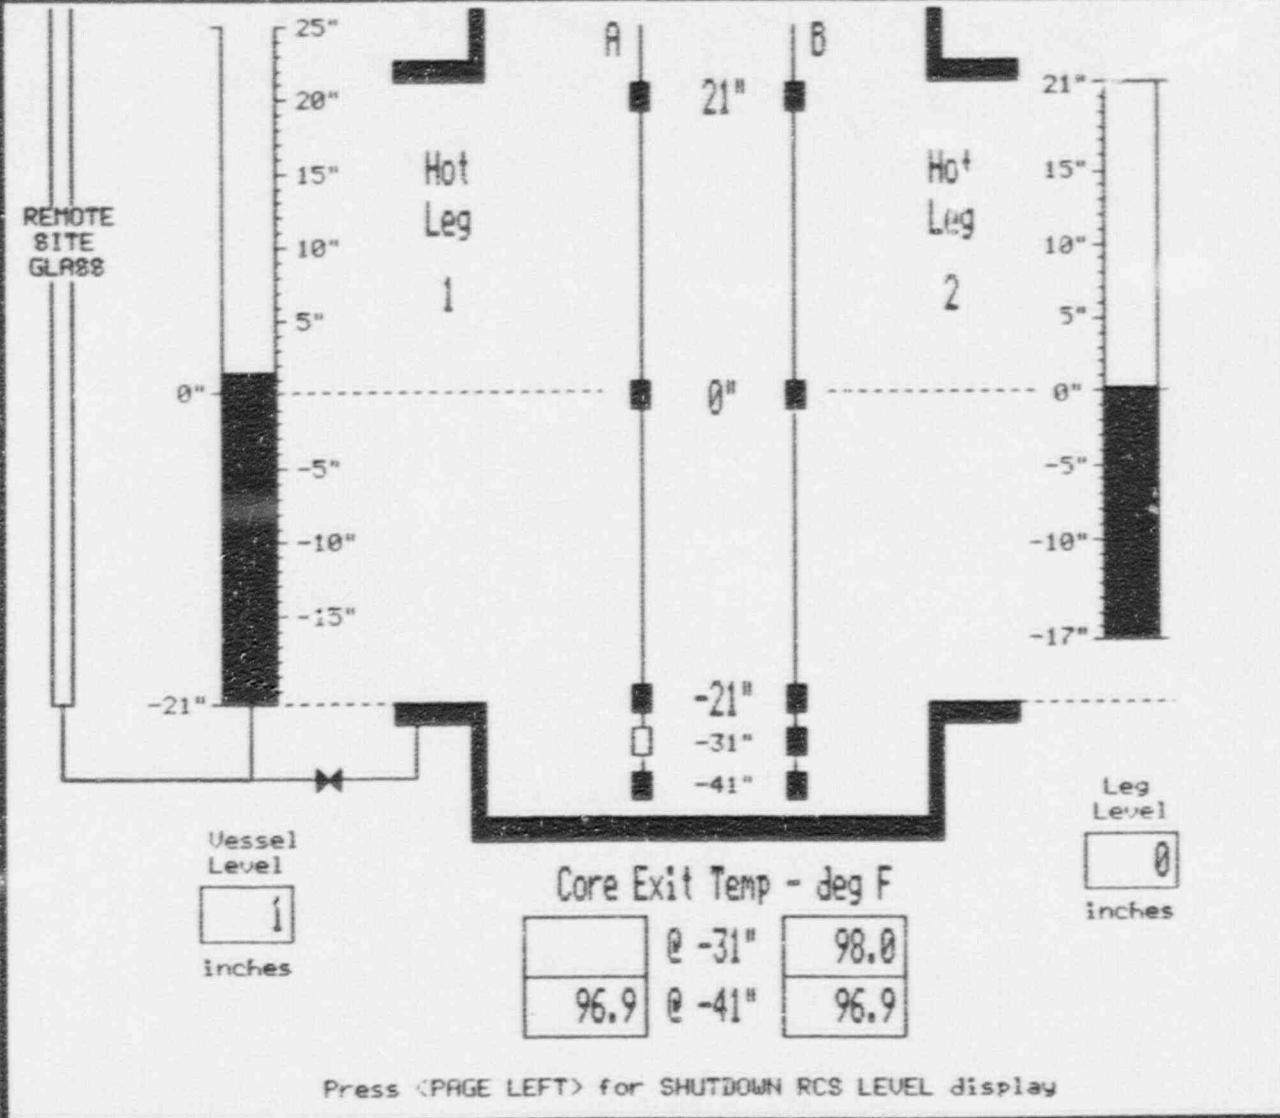 25"
20"
15"
10"
5"
0"
-5"
-10"
-15"
-21"
REMOTE
SITE
GLASS
Hot
Leg
1
A
B
21"
0"
-21"
-31"
-41"
Hot
Leg
2
21"
15"
10"
5"
0"
-5"
-10"
-17"
Vessel
Level
1
inches
Leg
Level
0
inches
Core Exit Temp - deg F
@ -31" 98.0
96.9 @ -41" 96.9
Press <PAGE LEFT> for SHUTDOWN RCS LEVEL display